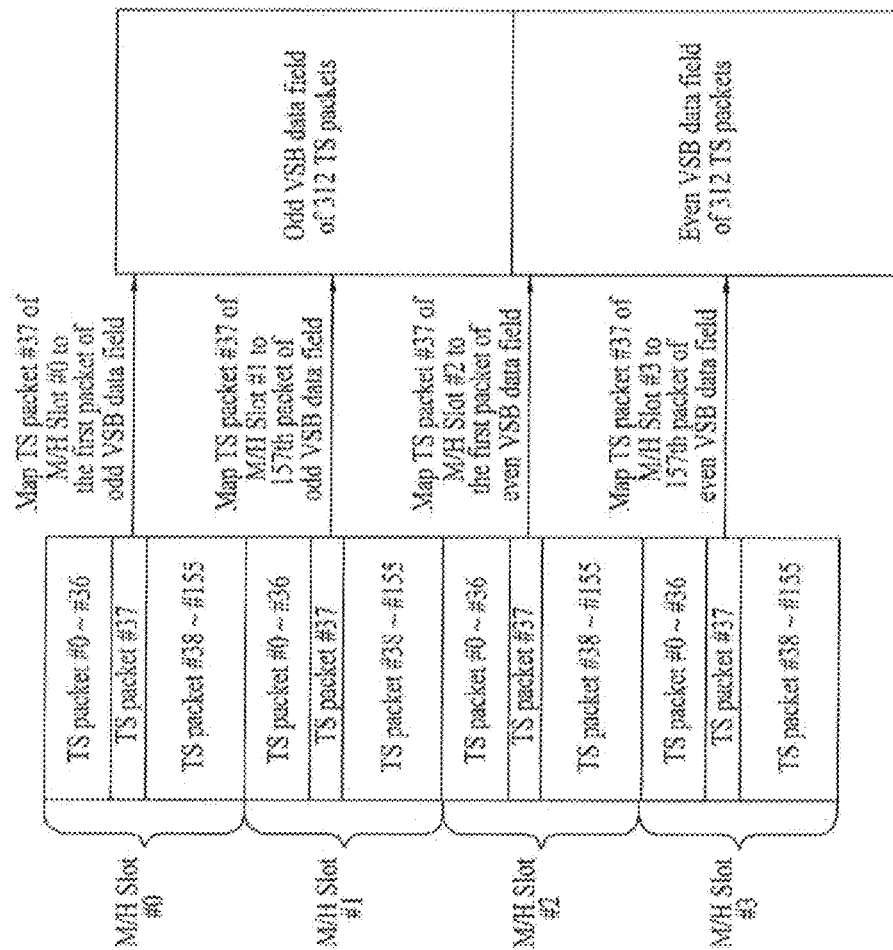 M/H Slot
#0
TS packet #0 ~ #36
TS packet #37
TS packet #38 ~ #155
Map TS packet #37 of
M/H Slot #0 to
the first packet of
odd VSB data field
M/H Slot
#1
TS packet #0 ~ #36
TS packet #37
TS packet #38 ~ #155
Map TS packet #37 of
M/H Slot #1 to
157th packet of
odd VSB data field
Odd VSB data field
of 312 TS packets
M/H Slot
#2
TS packet #0 ~ #36
TS packet #37
TS packet #38 ~ #155
Map TS packet #37 of
M/H Slot #2 to
the first packet of
even VSB data field
M/H Slot
#3
TS packet #0 ~ #36
TS packet #37
TS packet #38 ~ #155
Map TS packet #37 of
M/H Slot #3 to
157th packet of
even VSB data field
Even VSB data field
of 312 TS packets